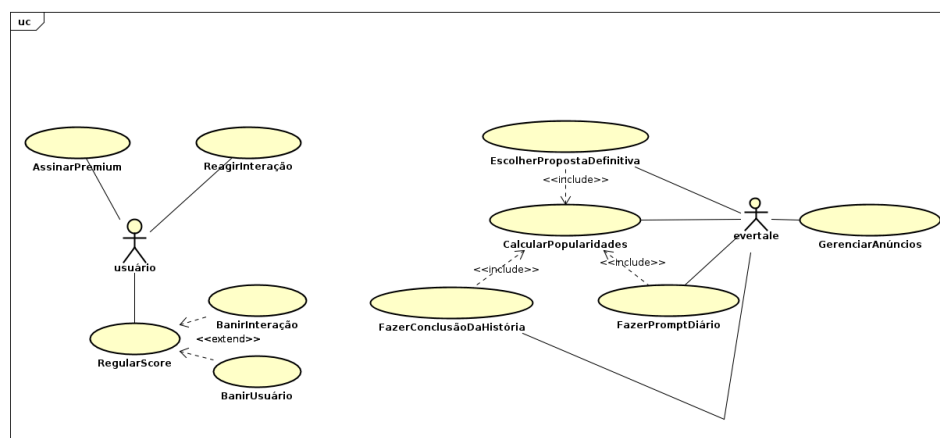 uc
EscolherPropostaDefinitiva
AssinarPremium
ReagirInteração
<<include>>
evertale
CalcularPopularidades
GerenciarAnúncios
usuário
<<include>>
<<include>>
BanirInteração
FazerConclusãoDaHistória
FazerPromptDiário
<<extend>>
RegularScore
BanirUsuário